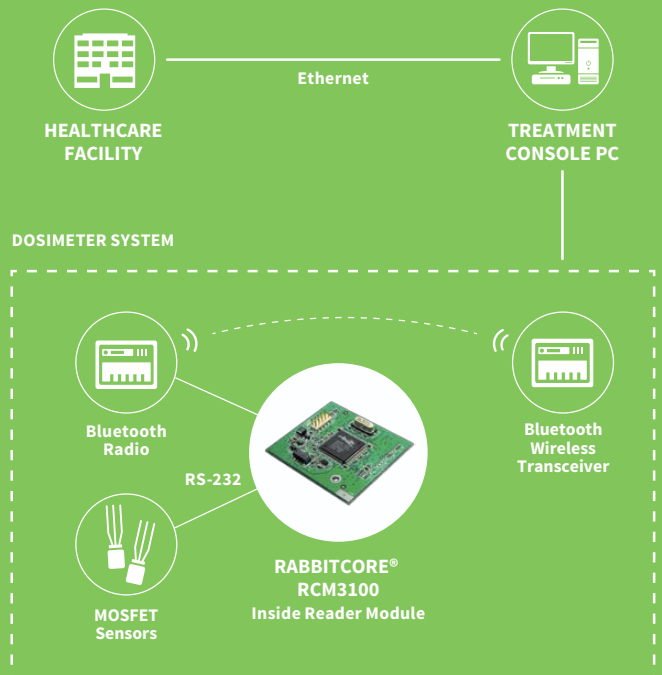 Ethernet
HEALTHCARE
FACILITY
TREATMENT
CONSOLE PC
DOSIMETER SYSTEM
Bluetooth
Radio
Bluetooth
Wireless
Transceiver
RS-232
RABBITCORE®
RCM3100
Inside Reader Module
MOSFET
Sensors